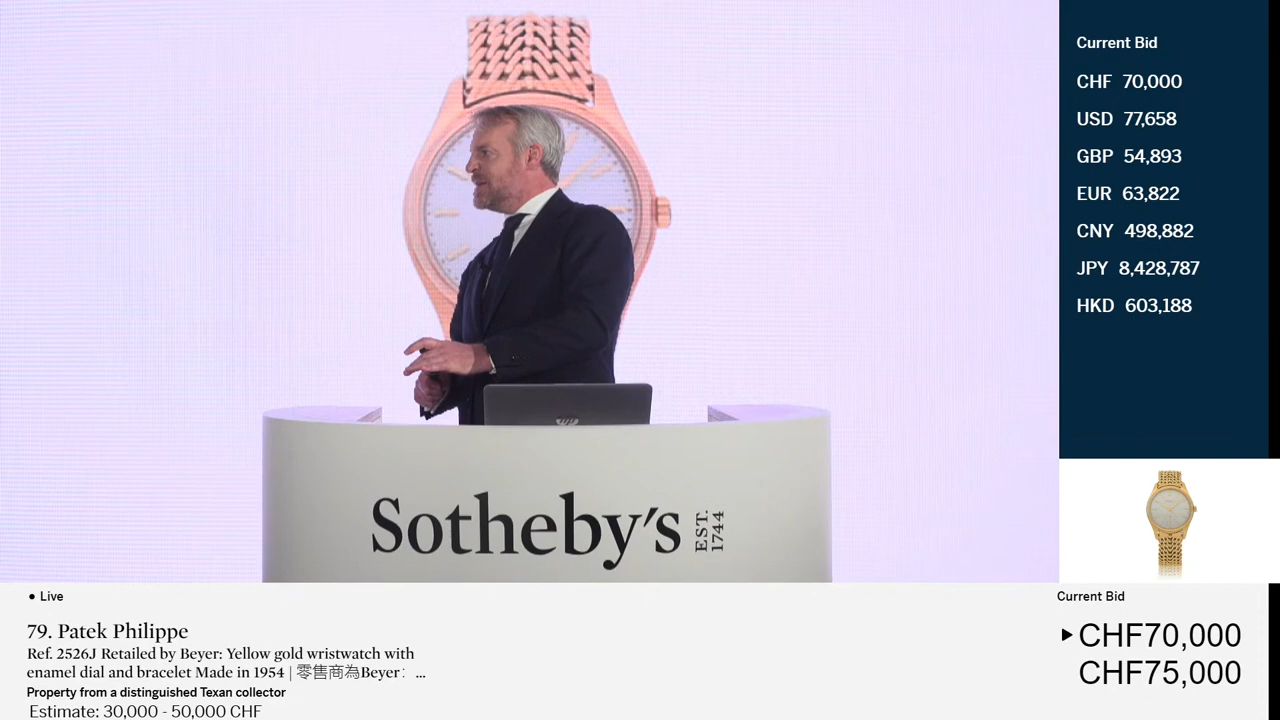 Current Bid
CHF 70,000
USD 77,658
GBP 54,893
EUR 63,822
CNY 498,882
JPY 8,428,787
HKD 603,188
hp
Sotheby's
EST.
1744
• Live
79. Patek Philippe
Ref. 2526J Retailed by Beyer: Yellow gold wristwatch with
enamel dial and bracelet Made in 1954 | 零售商為Beyer： ...
Property from a distinguished Texan collector
Estimate: 30,000 - 50,000 CHF
Current Bid
CHF70,000
CHF75,000